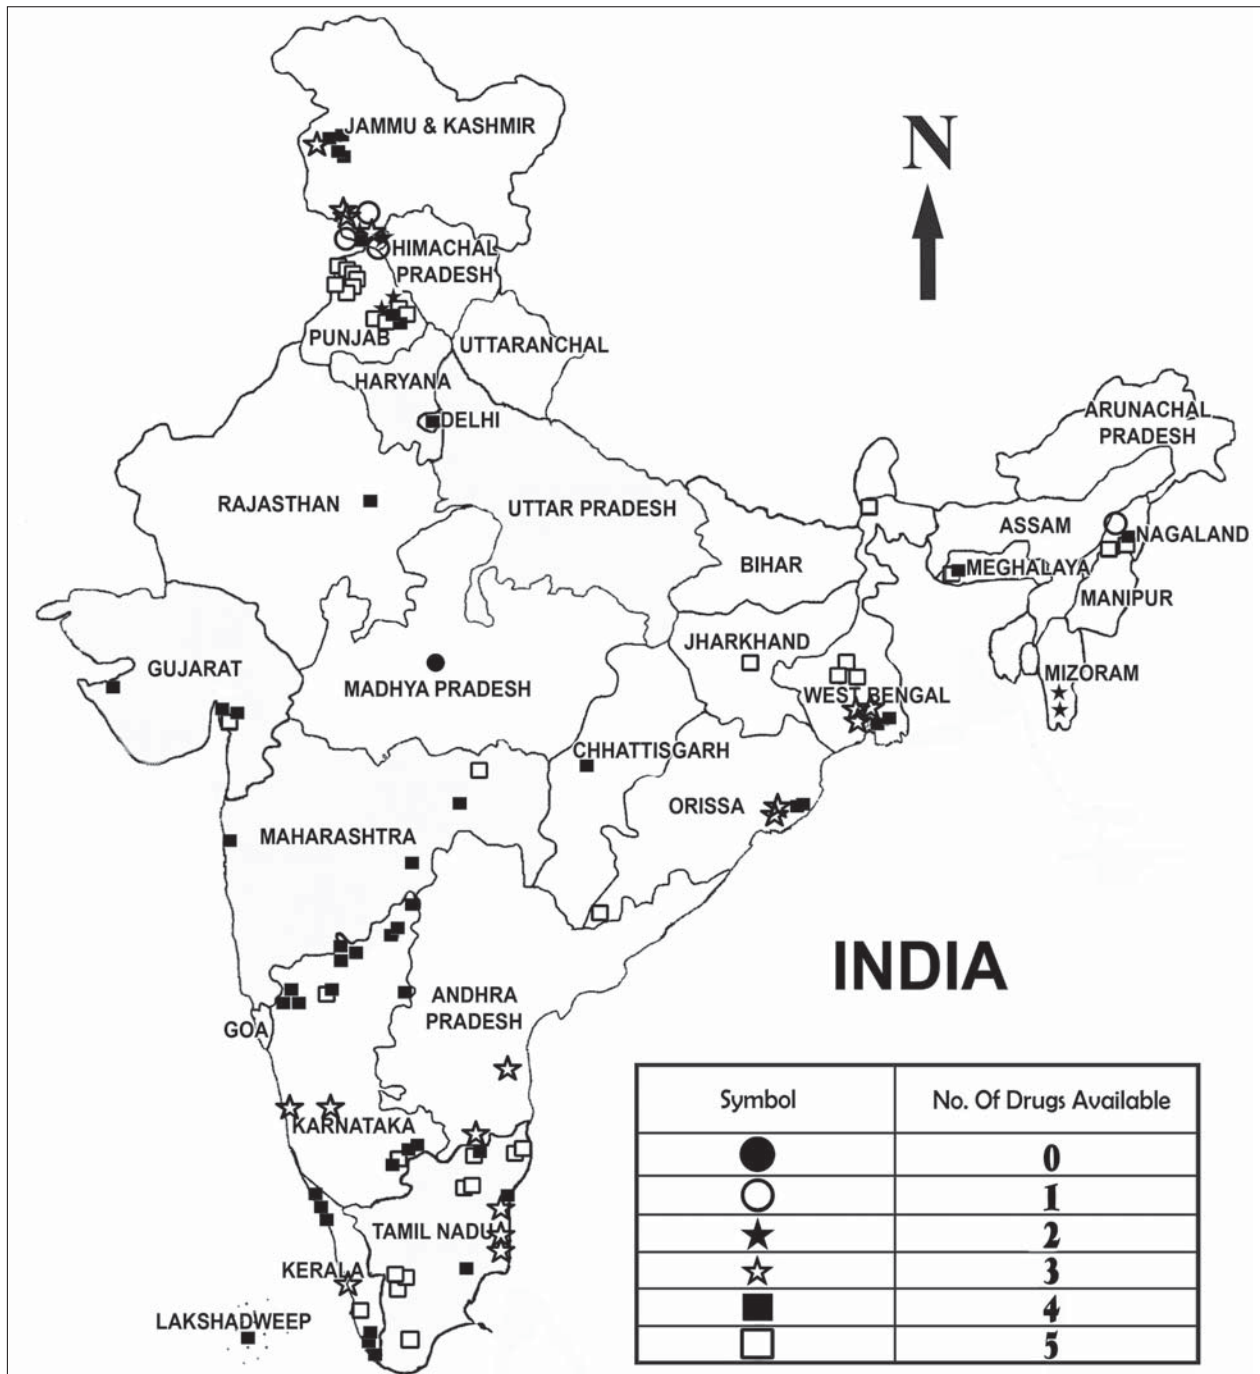 JAMMU & KASHMIR
N
HIMACHAL
PRADESH
PUNJAB
UTTARANCHAL
HARYANA
DELHI
ARUNACHAL
PRADESH
RAJASTHAN
UTTAR PRADESH
ASSAM
NAGALAND
BIHAR
MEGHALAYA
MANIPUR
GUJARAT
JHARKHAND
MADHYA PRADESH
MIZORAM
WEST BENGAL
CHHATTISGARH
ORISSA
MAHARASHTRA
INDIA
ANDHRA
PRADESH
GOA
KARNATAKA
TAMIL NADU
KERALA
LAKSHADWEEP
Symbol No. Of Drugs Available
0
1
2
3
4
5